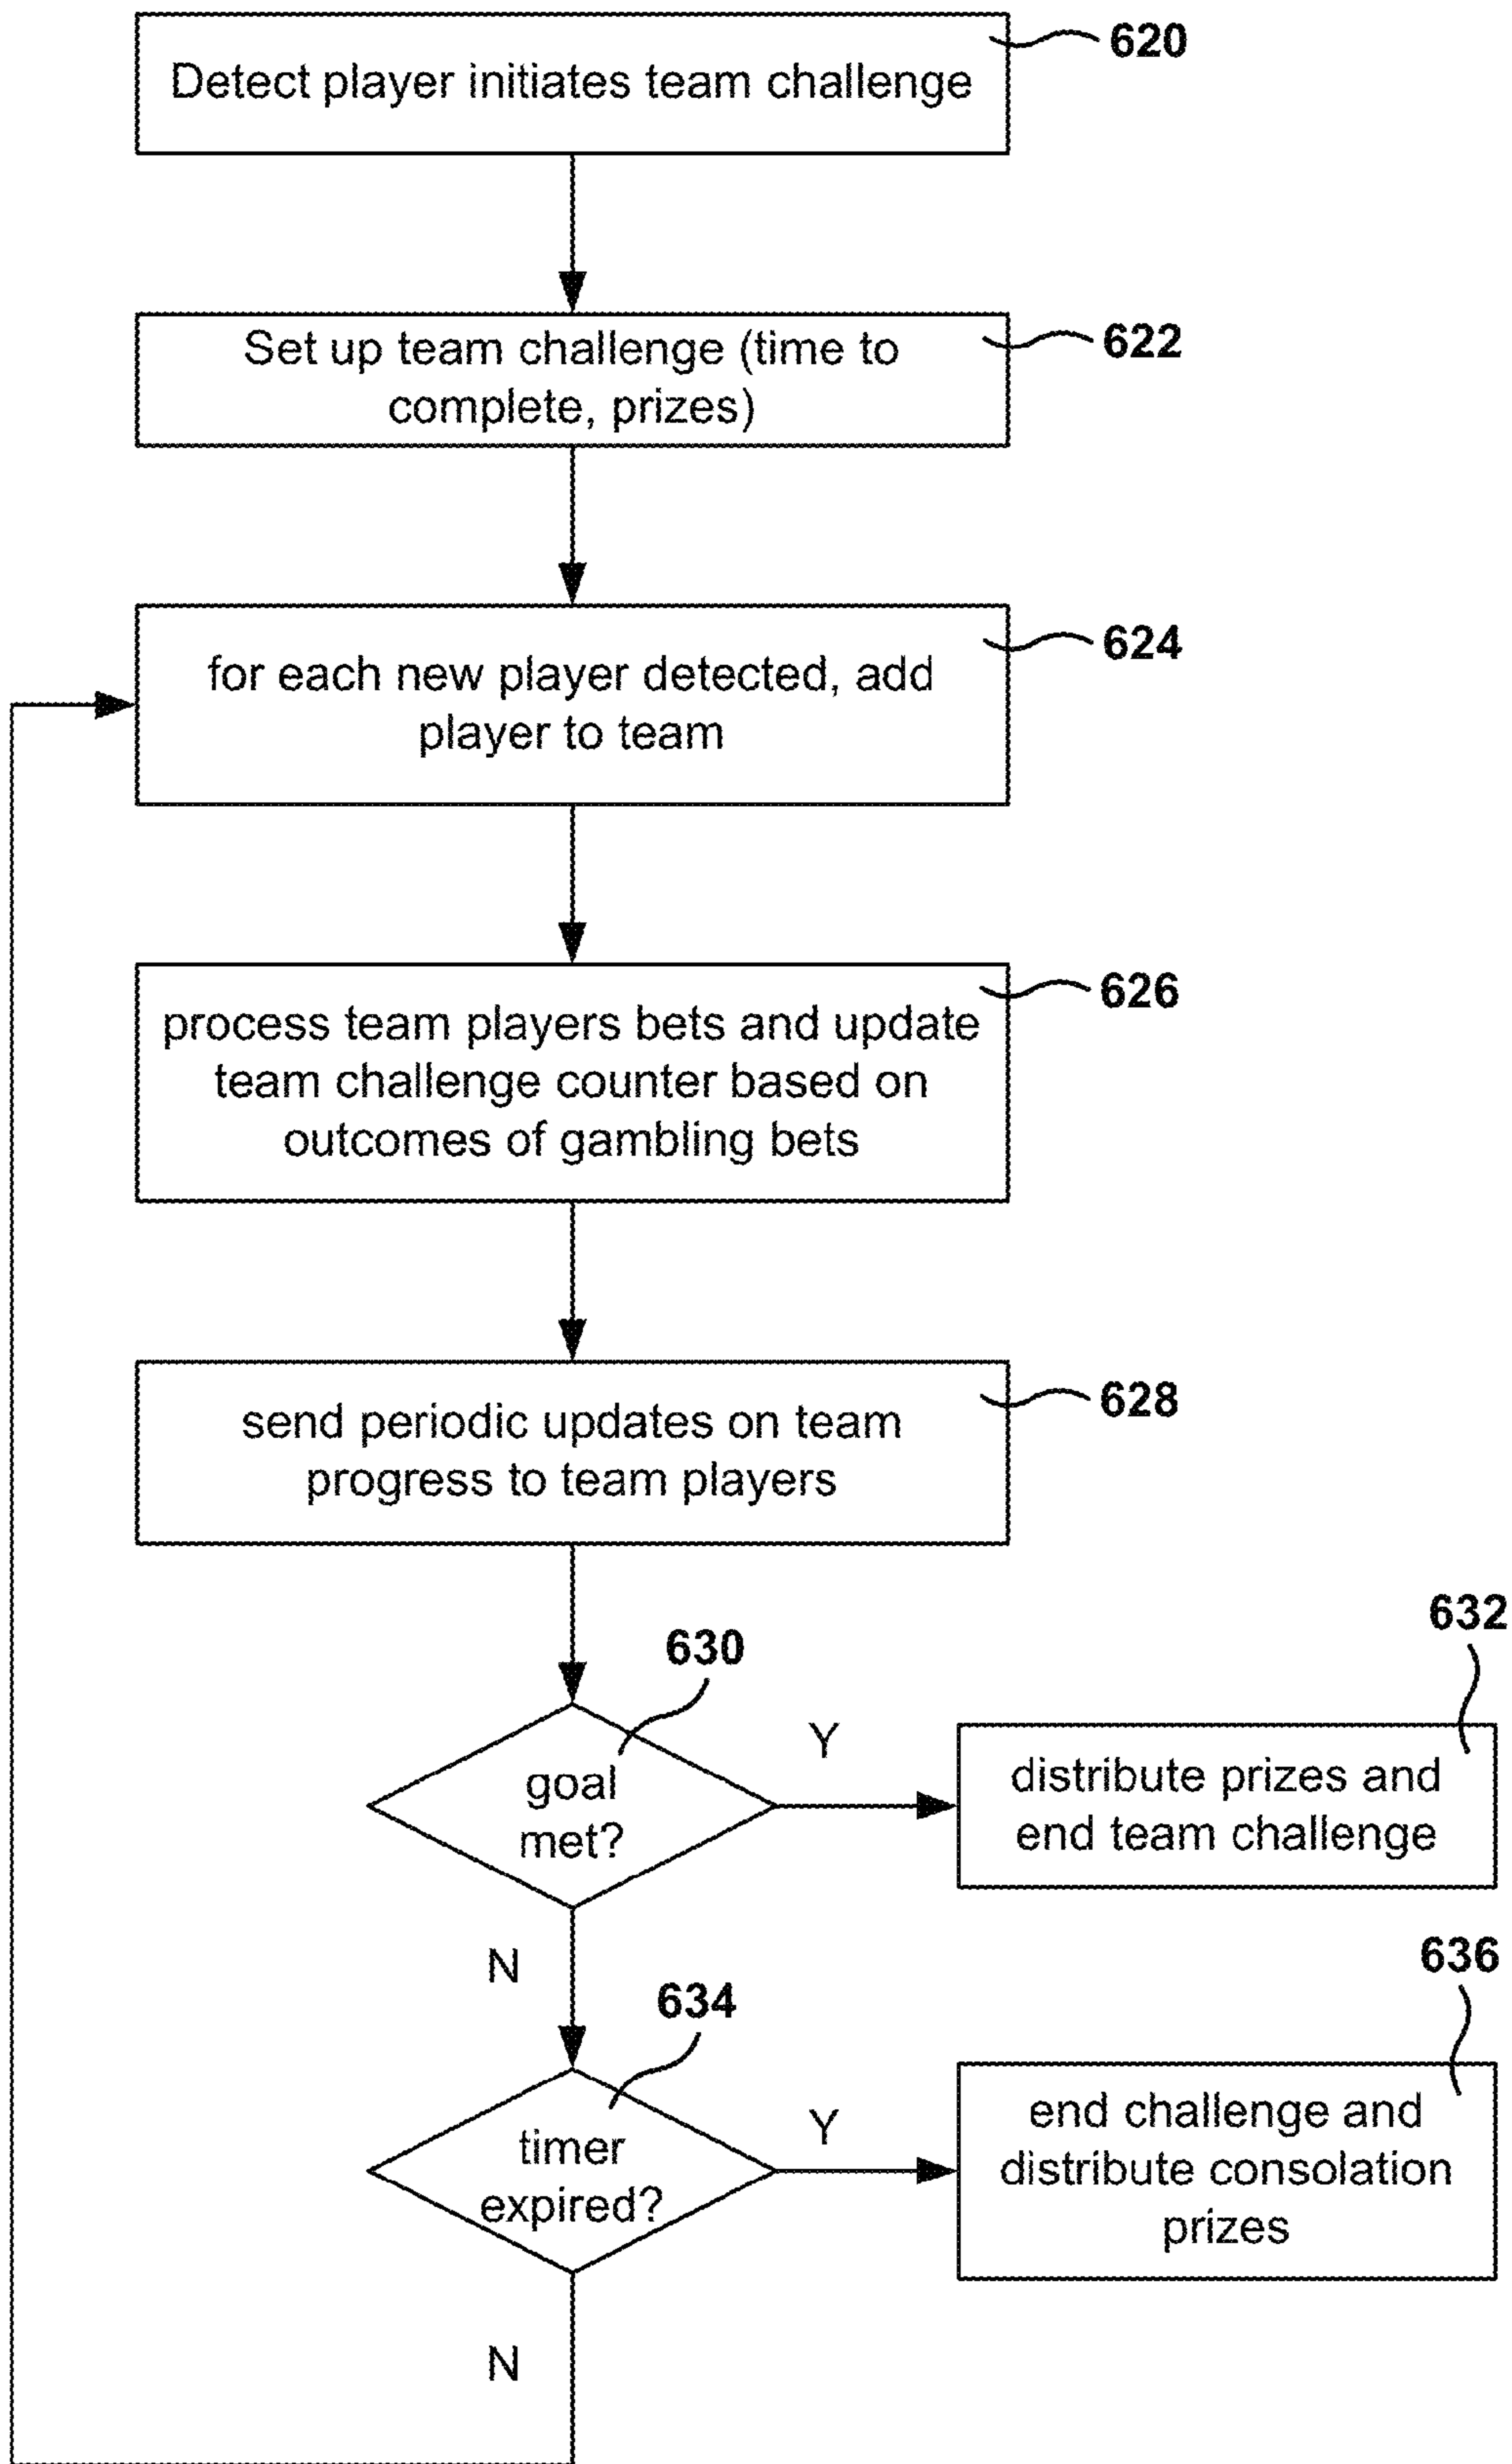 620
Detect player initiates team challenge
622
Set up team challenge (time to
complete, prizes)
624
for each new player detected, add
player to team
626
process team players bets and update
team challenge counter based on
outcomes of gambling bets
628
send periodic updates on team
progress to team players
630
goal
met?
Y
632
distribute prizes and
end team challenge
N
634
timer
expired?
Y
636
end challenge and
distribute consolation
prizes
N